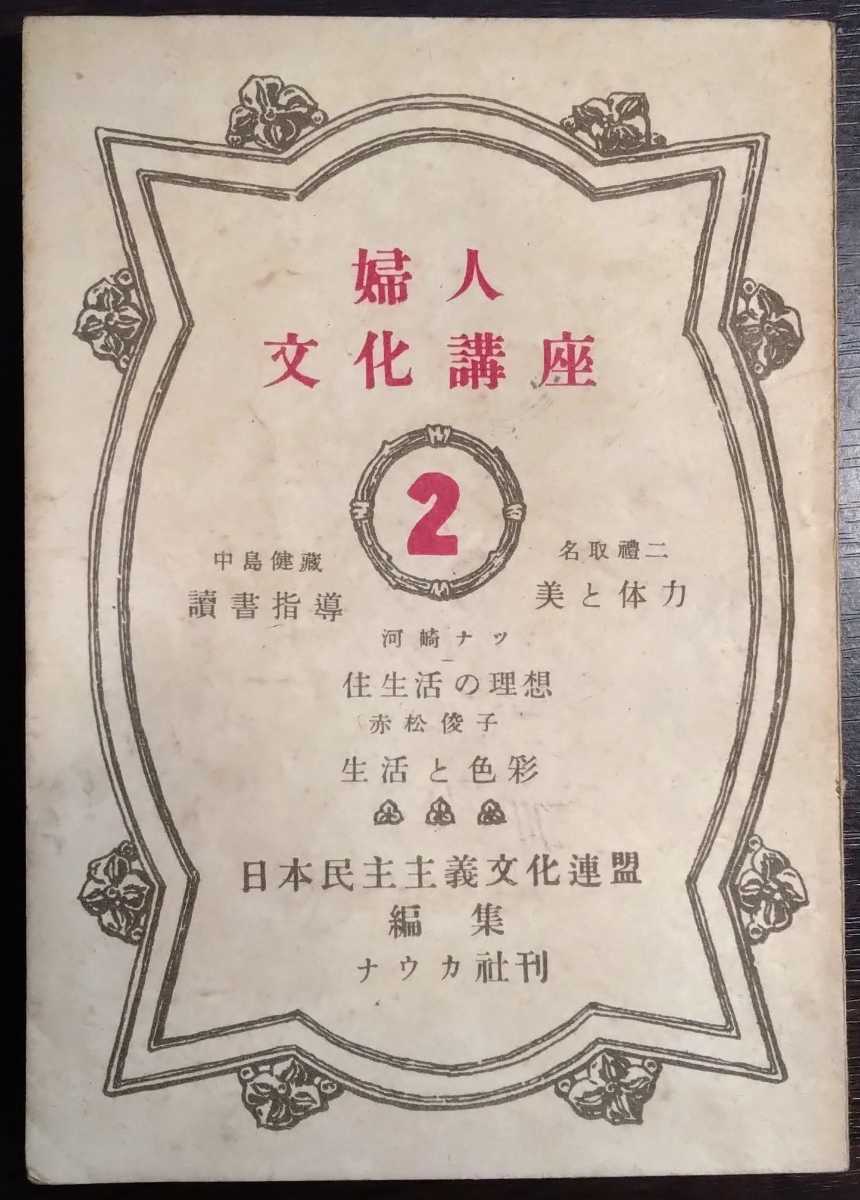 婦人
文化講座
2
中島健藏
讀書指導
名取禮二
美と体力
河崎ナツ
住生活の理想
赤松俊子
生活と色彩
日本民主主義文化連盟
編集
ナウカ社刊